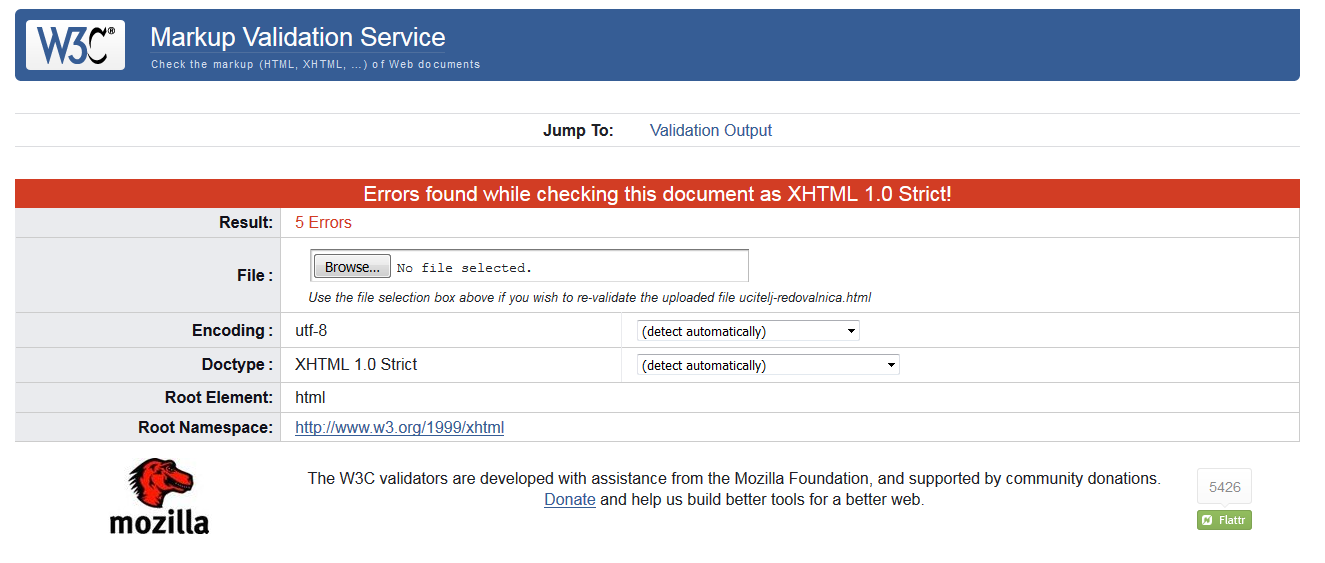 W3C® Markup Validation Service
Check the markup (HTML, XHTML, ...) of Web documents
Jump To: Validation Output
Errors found while checking this document as XHTML 1.0 Strict!
Result: 5 Errors
File : Browse... No file selected.
Use the file selection box above if you wish to re-validate the uploaded file ucitelj-redovalnica.html
Encoding : utf-8 (detect automatically)
Doctype : XHTML 1.0 Strict (detect automatically)
Root Element: html
Root Namespace: http://www.w3.org/1999/xhtml
The W3C validators are developed with assistance from the Mozilla Foundation, and supported by community donations.
Donate and help us build better tools for a better web.
mozilla
5426
Flattr